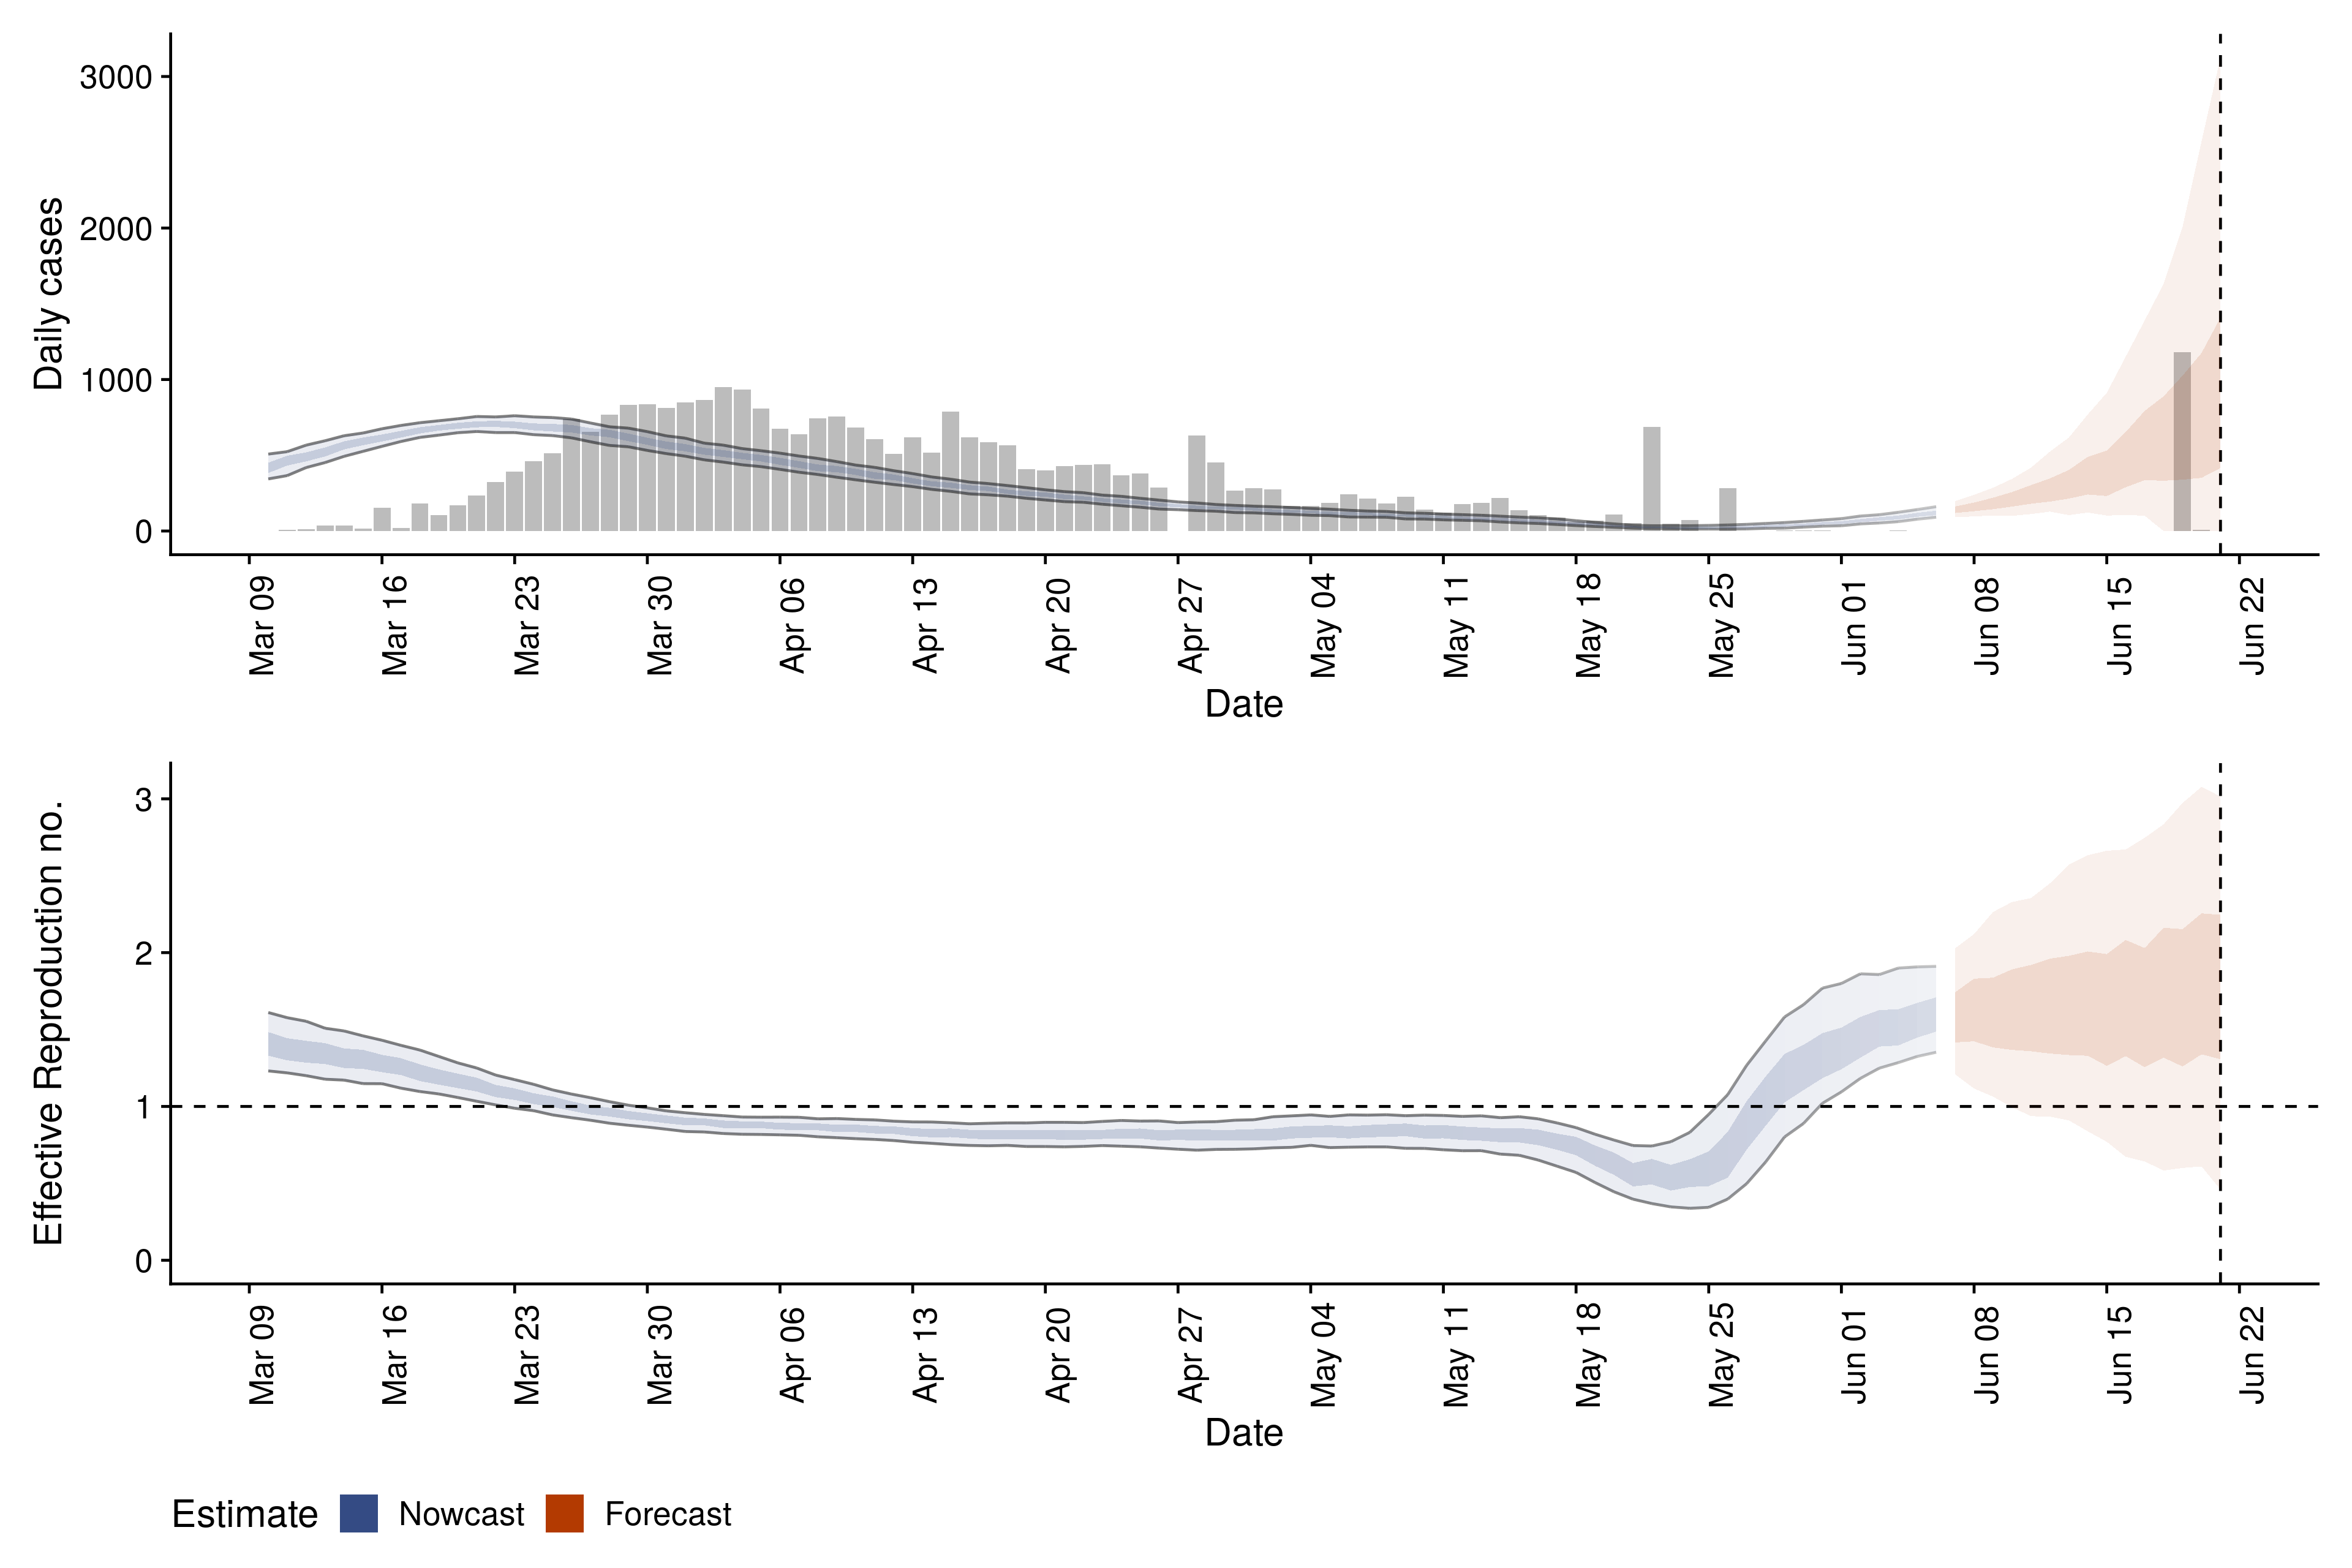 Daily cases
3000
2000
1000
0
Mar 09
Mar 16
Mar 23
Mar 30
Apr 06
Apr 13
Apr 20
Apr 27
May 04
May 11
May 18
May 25
Jun 01
Jun 08
Jun 15
Jun 22
Date
Effective Reproduction no.
3
2
1
0
Mar 09
Mar 16
Mar 23
Mar 30
Apr 06
Apr 13
Apr 20
Apr 27
May 04
May 11
May 18
May 25
Jun 01
Jun 08
Jun 15
Jun 22
Date
Estimate Nowcast Forecast